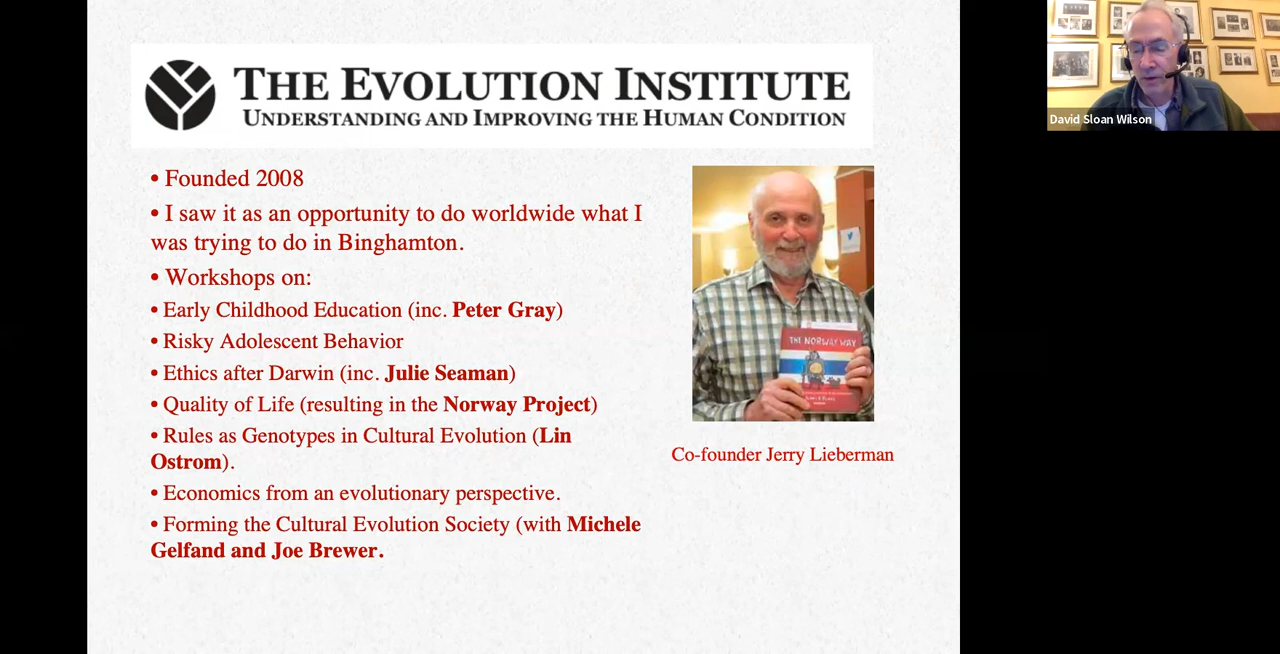 THE EVOLUTION INSTITUTE
UNDERSTANDING AND IMPROVING THE HUMAN CONDITION
David Sloan Wilson
• Founded 2008
• I saw it as an opportunity to do worldwide what I
was trying to do in Binghamton.
• Workshops on:
• Early Childhood Education (inc. Peter Gray)
• Risky Adolescent Behavior
• Ethics after Darwin (inc. Julie Seaman)
• Quality of Life (resulting in the Norway Project)
• Rules as Genotypes in Cultural Evolution (Lin
Ostrom).
• Economics from an evolutionary perspective.
• Forming the Cultural Evolution Society (with Michele
Gelfand and Joe Brewer.
THE NORWAY WAY
Co-founder Jerry Lieberman